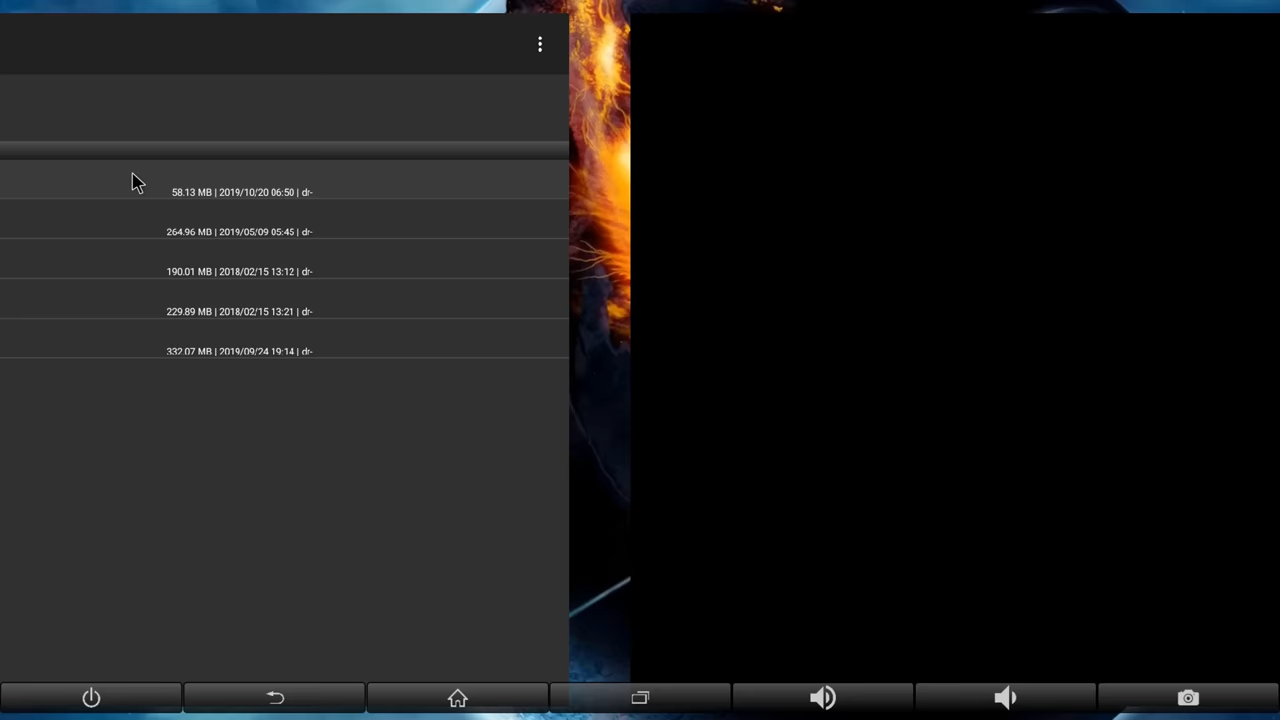 58.13 MB | 2019/10/20 06:50 | dr-
264.96 MB | 2019/05/09 05:45 | dr-
190.01 MB | 2018/02/15 13:12 | dr-
229.89 MB | 2018/02/15 13:21 | dr-
332.07 MB | 2019/09/24 19:14 | dr-